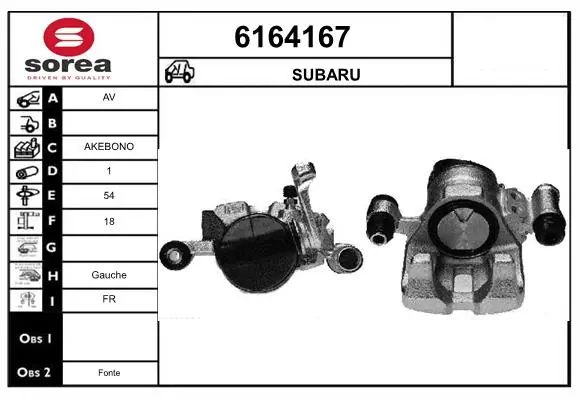 sorea
DRIVEN BY QUALITY
6164167
SUBARU
A AV
B
C AKEBONO
D 1
E 54
F 18
G
H Gauche
I FR
OBS 1
OBS 2 Fonte